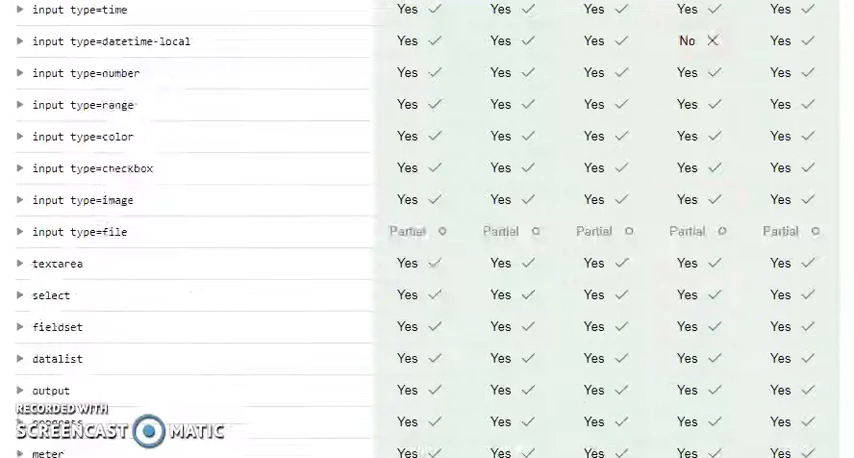 input type=time Yes Yes Yes Yes Yes
input type=datetime-local Yes Yes Yes No Yes
input type=number Yes Yes Yes Yes Yes
input type=range Yes Yes Yes Yes Yes
input type=color Yes Yes Yes Yes Yes
input type=checkbox Yes Yes Yes Yes Yes
input type=image Yes Yes Yes Yes Yes
input type=file Partial Partial Partial Partial Partial
textarea Yes Yes Yes Yes Yes
select Yes Yes Yes Yes Yes
fieldset Yes Yes Yes Yes Yes
datalist Yes Yes Yes Yes Yes
output Yes Yes Yes Yes Yes
RECORDED WITH
Yes Yes Yes Yes Yes
SCREENCAST MATIC
meter Yes Yes Yes Yes Yes